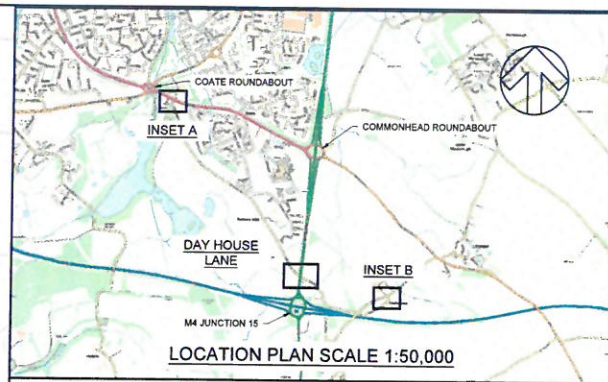 COATE ROUNDABOUT
INSET A
COMMONHEAD ROUNDABOUT
DAY HOUSE
LANE
INSET B
M4 JUNCTION 15
LOCATION PLAN SCALE 1:50,000